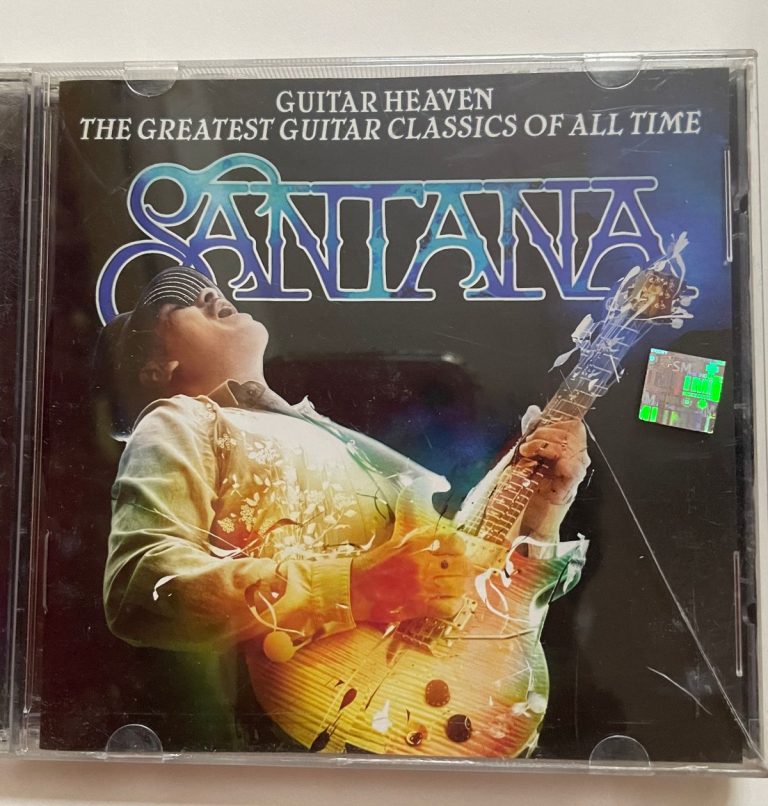 GUITAR HEAVEN
THE GREATEST GUITAR CLASSICS OF ALL TIME
SANTANA